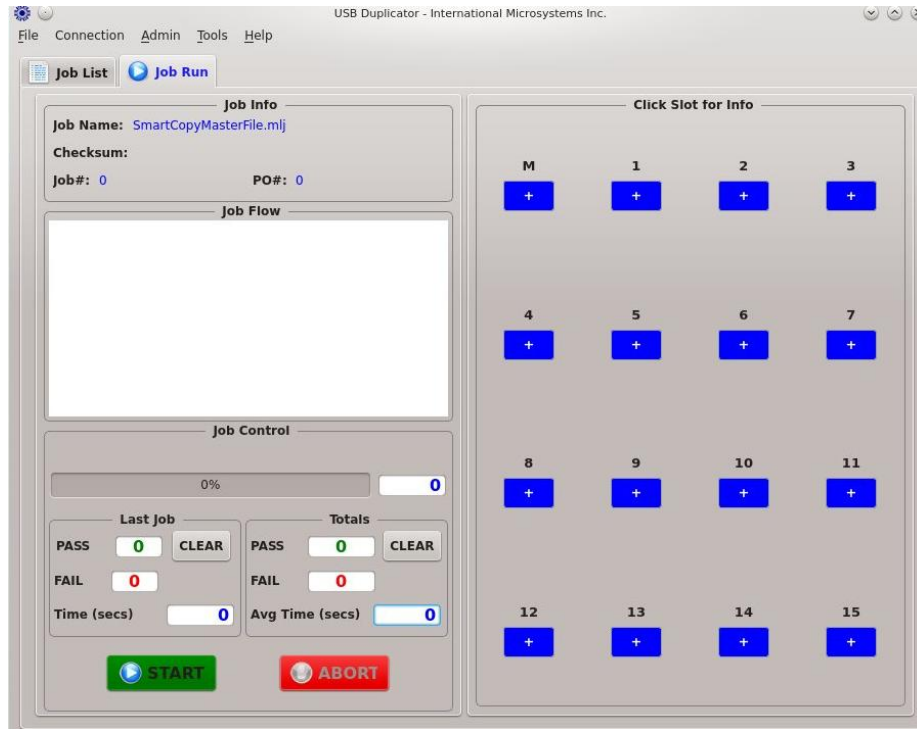 USB Duplicator - International Microsystems Inc.
File Connection Admin Tools Help
Job List Job Run
Job Info
Job Name: SmartCopyMasterFile.mlj
Checksum:
Job#: 0 PO#: 0
Job Flow
Job Control
0% 0
Last Job
PASS 0 CLEAR
FAIL 0
Time (secs) 0
Totals
PASS 0 CLEAR
FAIL 0
Avg Time (secs) 0
START ABORT
Click Slot for Info
M 1 2 3
+ + + +
4 5 6 7
+ + + +
8 9 10 11
+ + + +
12 13 14 15
+ + + +